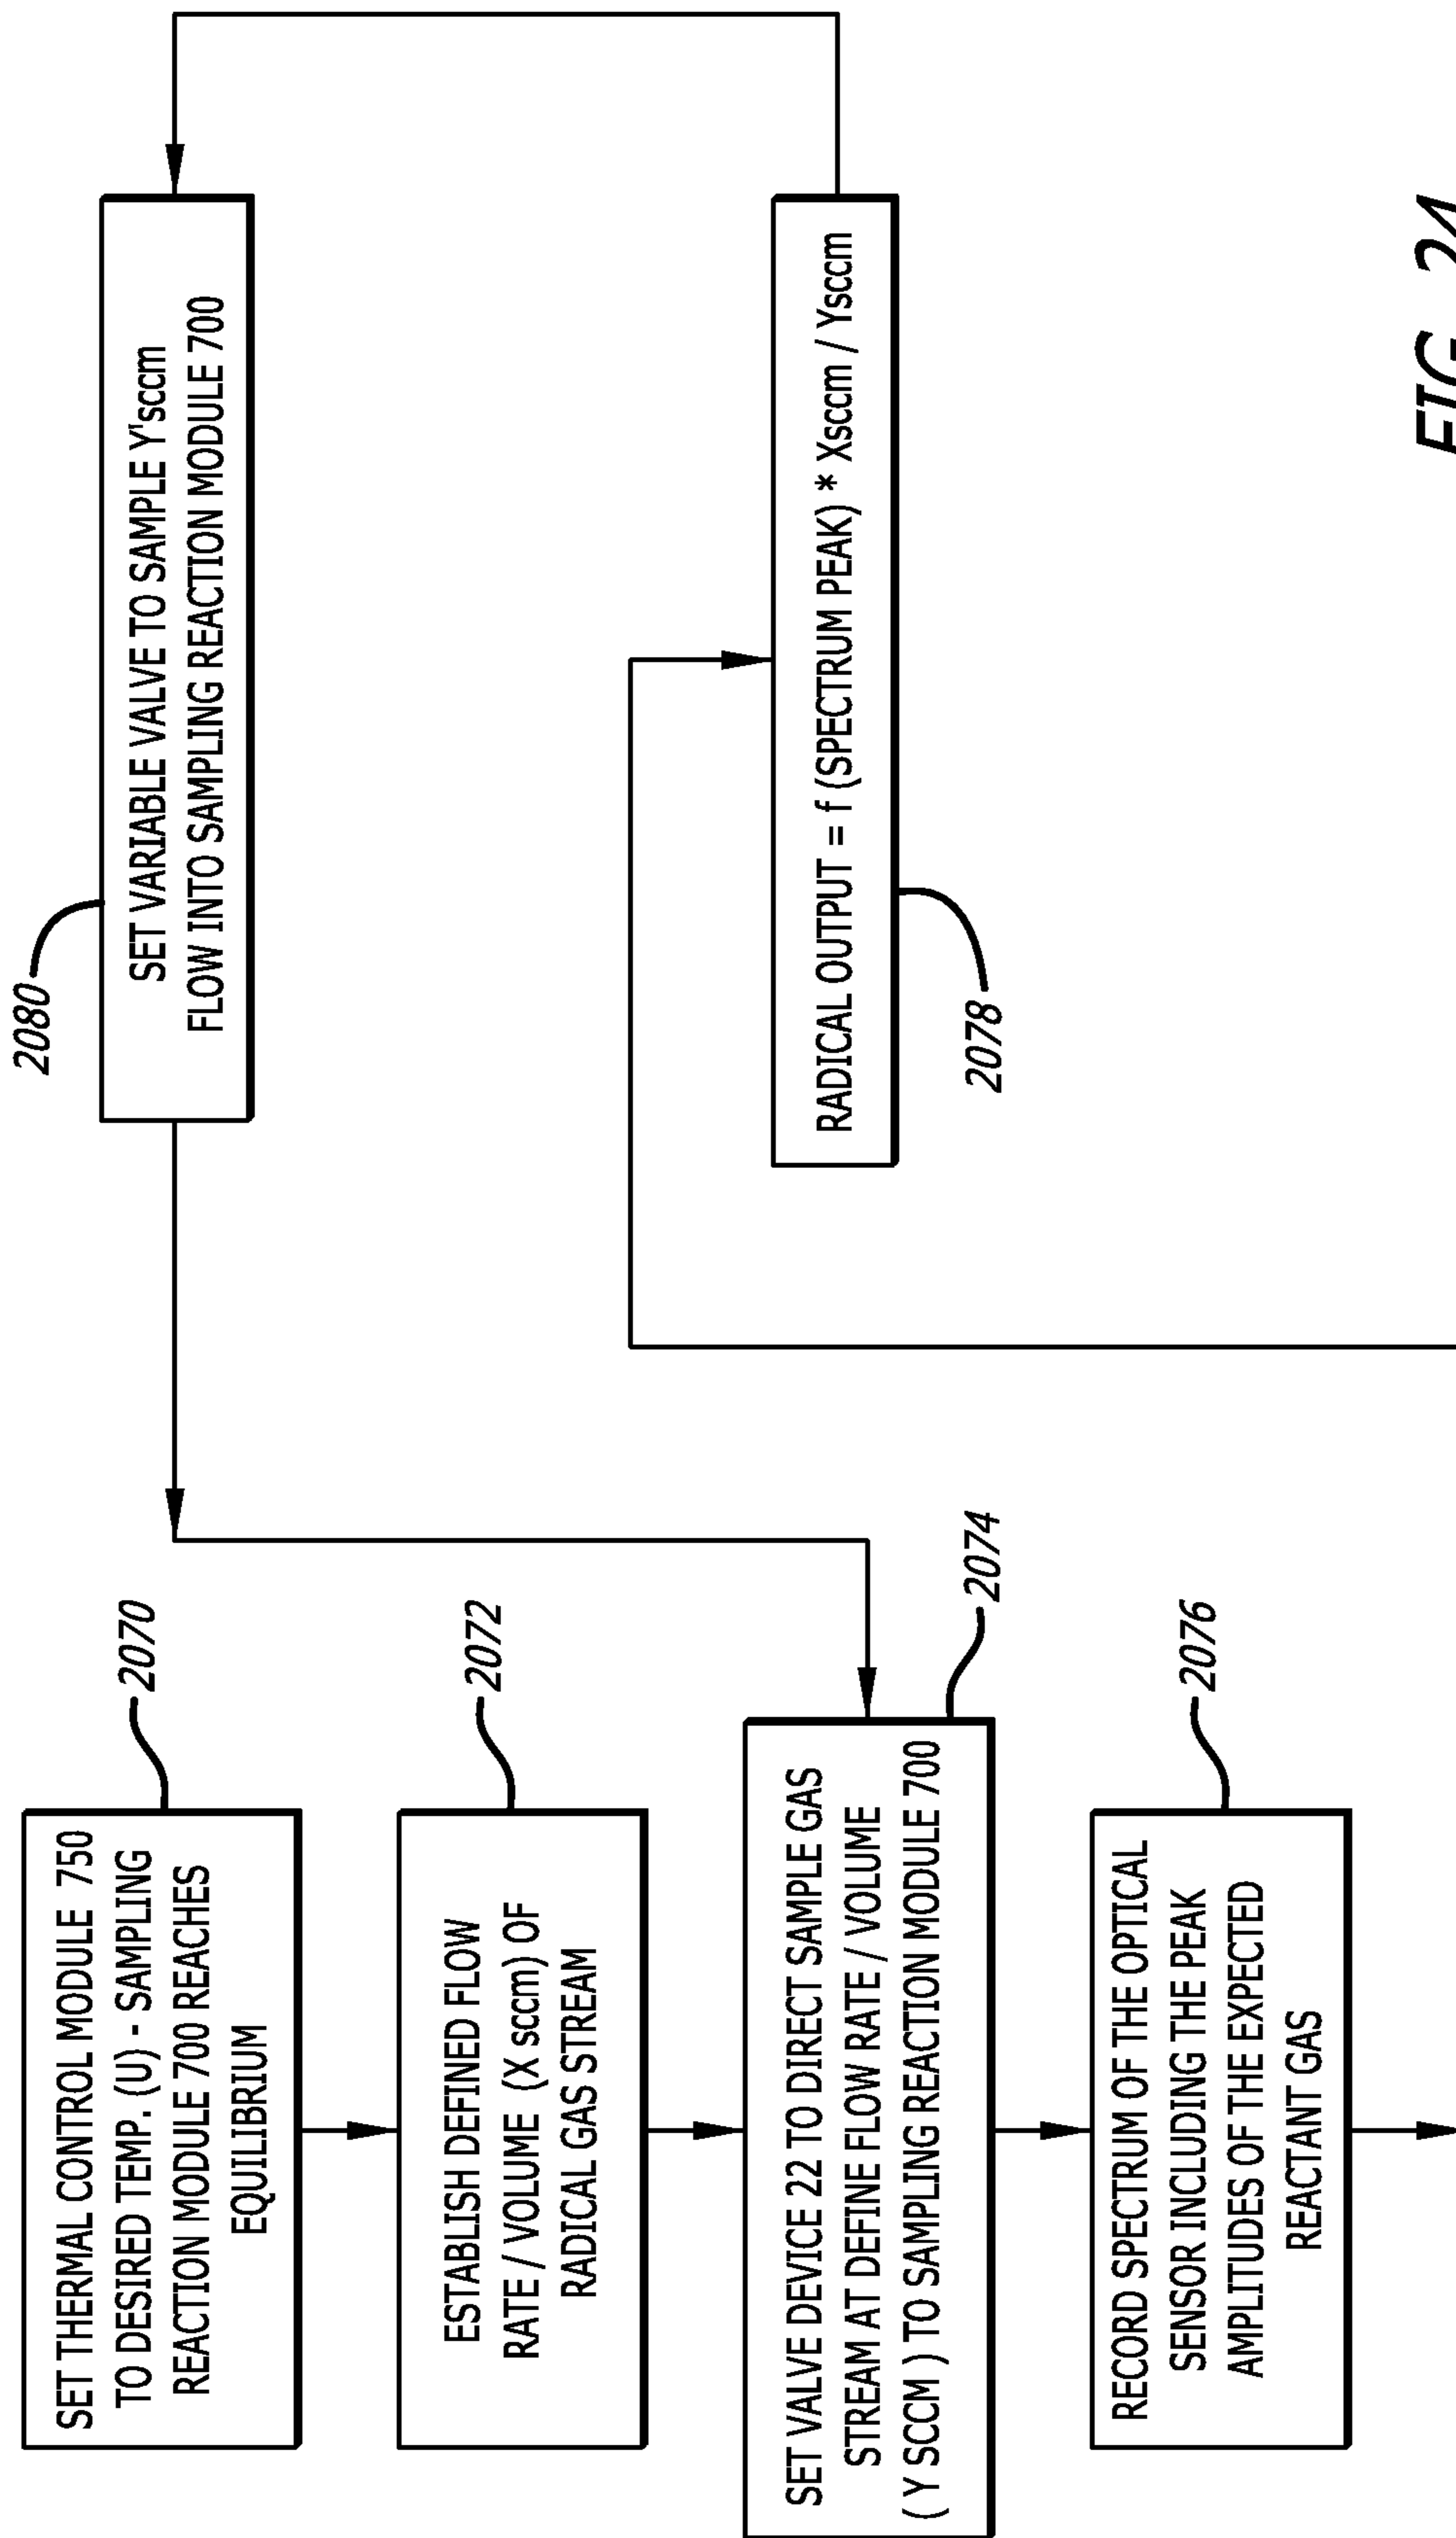 SET THERMAL CONTROL MODULE 750
TO DESIRED TEMP. (U) - SAMPLING
REACTION MODULE 700 REACHES
EQUILIBRIUM
2070
ESTABLISH DEFINED FLOW
RATE / VOLUME (X sccm) OF
RADICAL GAS STREAM
2072
SET VALVE DEVICE 22 TO DIRECT SAMPLE GAS
STREAM AT DEFINE FLOW RATE / VOLUME
( Y SCCM ) TO SAMPLING REACTION MODULE 700
2074
RECORD SPECTRUM OF THE OPTICAL
SENSOR INCLUDING THE PEAK
AMPLITUDES OF THE EXPECTED
REACTANT GAS
2076
2080
SET VARIABLE VALVE TO SAMPLE Y'sccm
FLOW INTO SAMPLING REACTION MODULE 700
RADICAL OUTPUT = f (SPECTRUM PEAK) * Xsccm / Ysccm
2078
FIG. 24